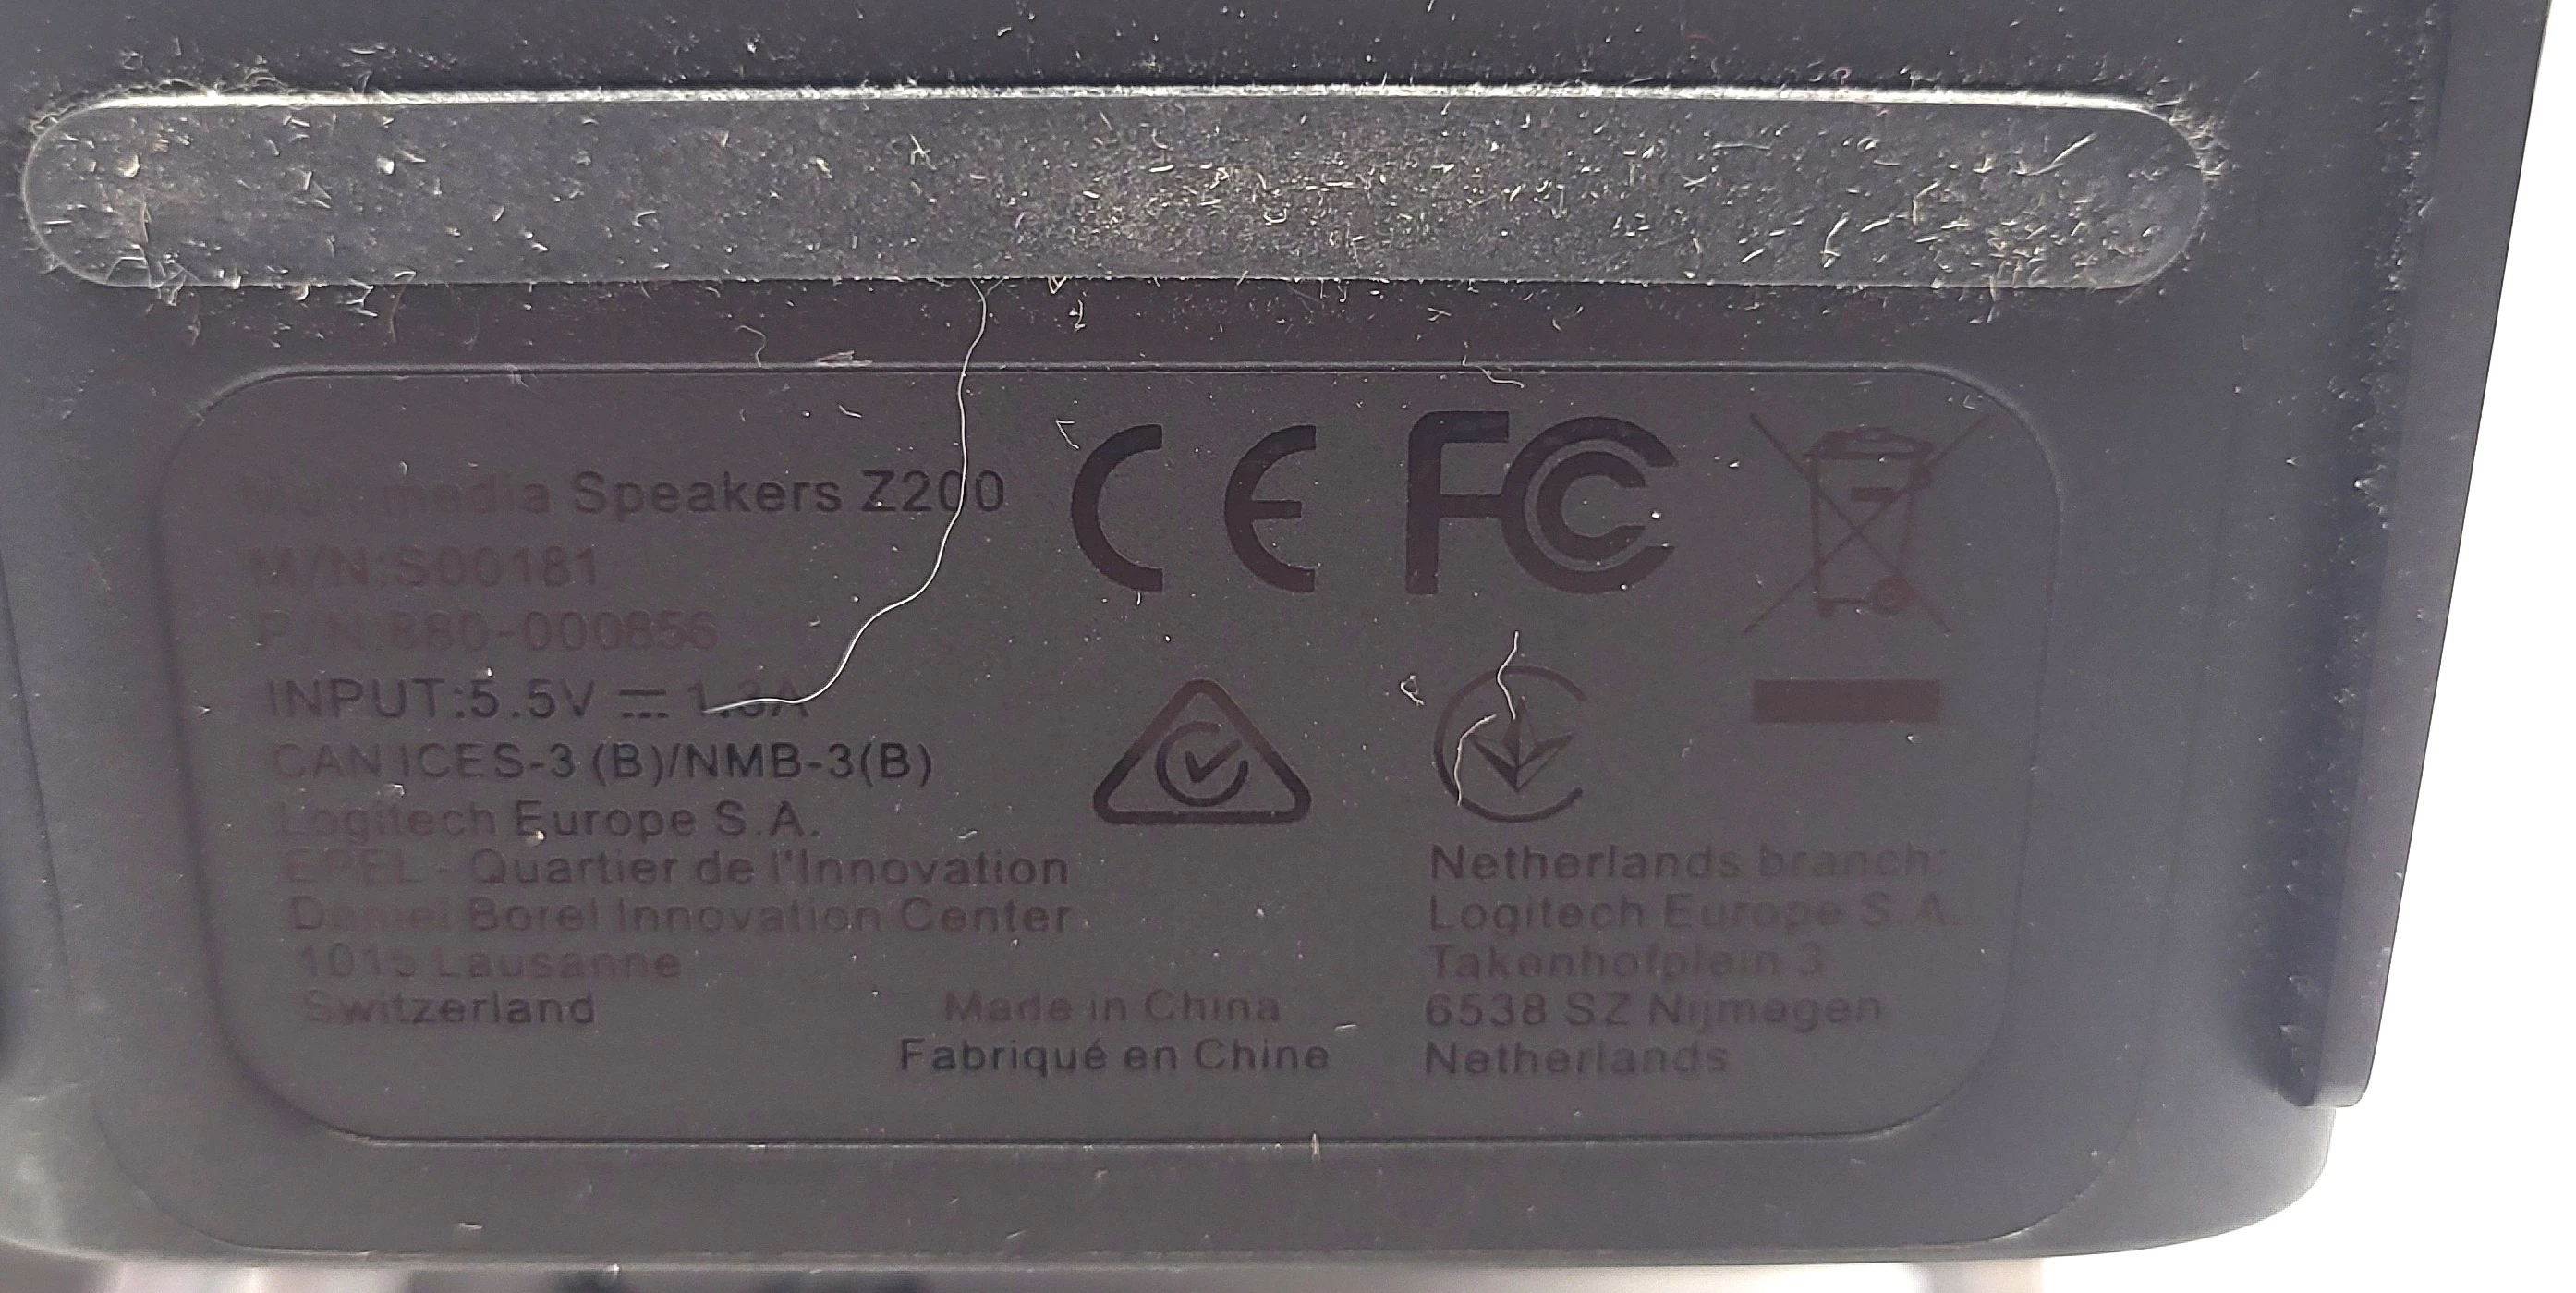 Multimedia Speakers Z200
M/N:S00181
P/N:880-000856
INPUT:5.5V ⎓ 1.3A
CAN ICES-3 (B)/NMB-3(B)
Logitech Europe S.A.
EPFL - Quartier de l'Innovation
Daniel Borel Innovation Center
1015 Lausanne
Switzerland
CE FC
Made in China
Fabriqué en Chine
Netherlands branch:
Logitech Europe S.A.
Takenhofplein 3
6538 SZ Nijmegen
Netherlands